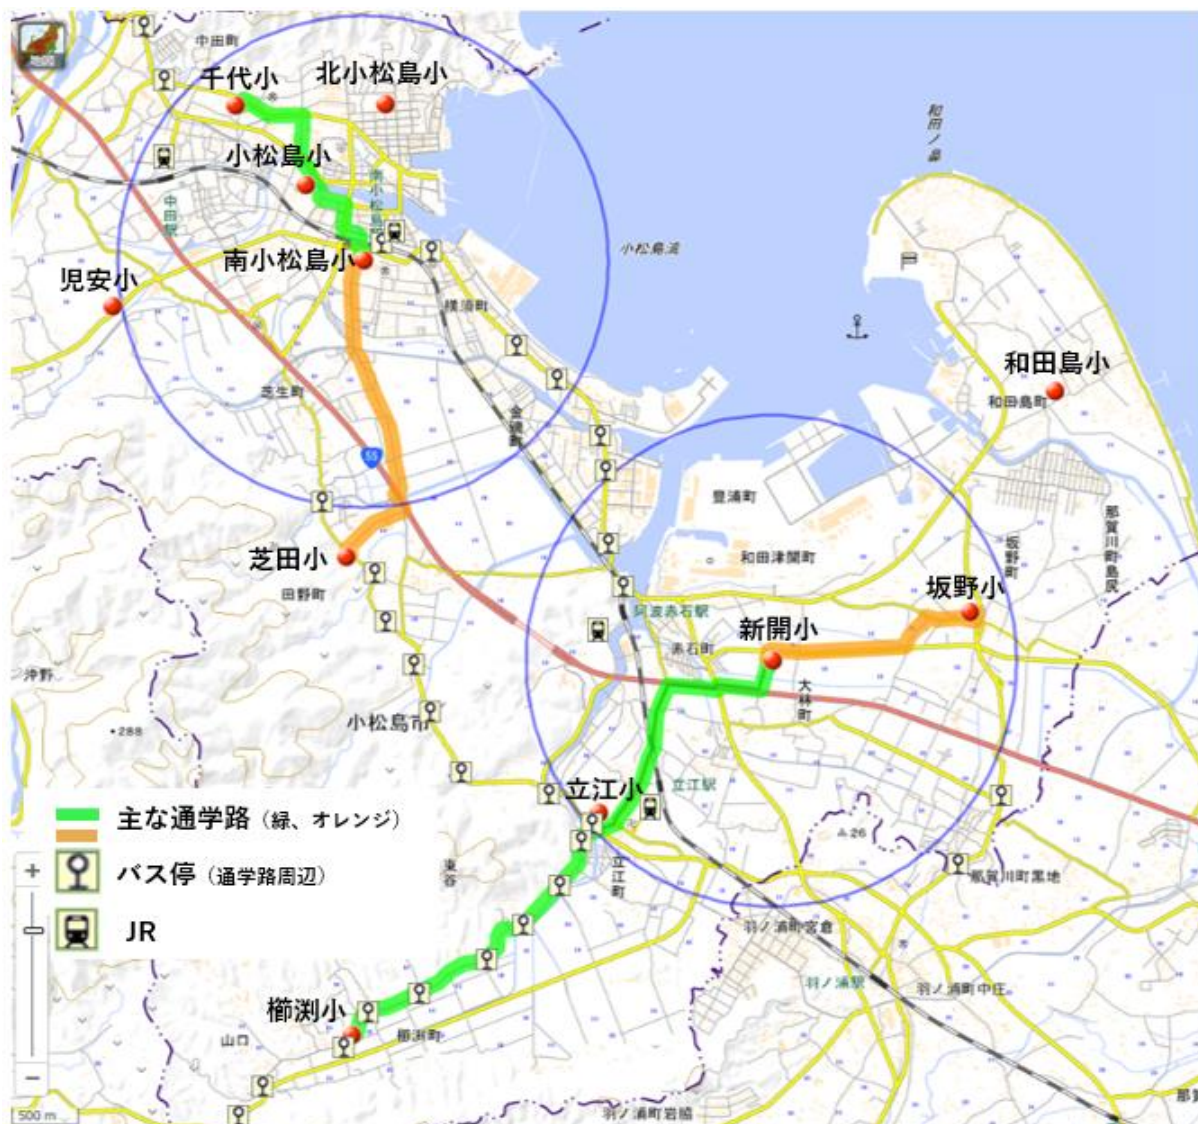 地図
中田町
千代小
北小松島小
和田ノ鼻
小松島小
南小松島駅
中田駅
小松島湾
南小松島小
児安小
横須町
和田島小
和田島町
芝生町
金磯町
55
豊浦町
那賀川町島尻
坂野町
芝田小
和田津開町
田野町
坂野小
阿波赤石駅
新開小
赤石町
沖野
大林町
小松島市
288
立江小
立江駅
主な通学路（緑、オレンジ）
26
バス停（通学路周辺）
東谷
立江町
那賀川町黒地
JR
羽ノ浦町宮倉
羽ノ浦駅
羽ノ浦町中庄
櫛渕小
山口
櫛渕町
500 m
羽ノ浦町岩脇